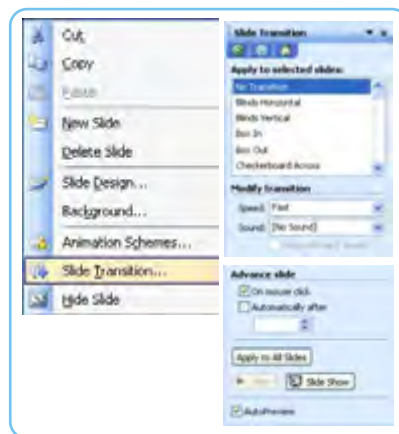 Cut
Copy
Paste
New Slide
Delete Slide
Slide Design...
Background...
Animation Schemes...
Slide Transition...
Hide Slide
Slide Transition
Apply to selected slides:
No Transition
Blinds Horizontal
Blinds Vertical
Box In
Box Out
Checkerboard Across
Modify transition
Speed: Fast
Sound: [No Sound]
Advance slide
On mouse click
Automatically after
Apply to All Slides
Slide Show
AutoPreview